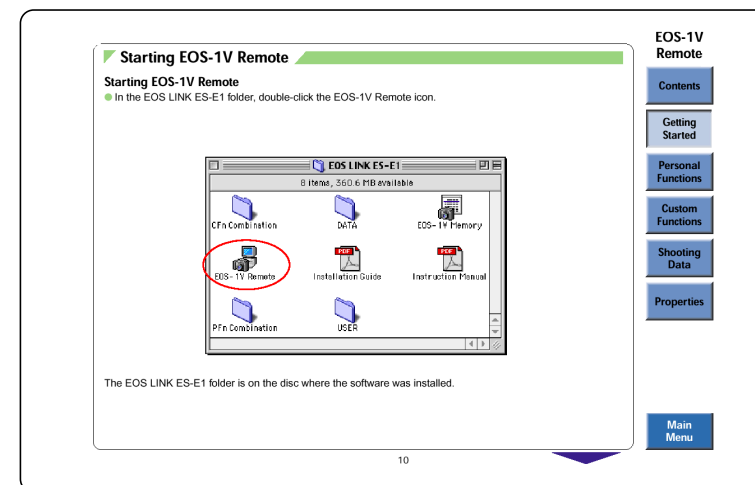 Starting EOS-1V Remote
Starting EOS-1V Remote
In the EOS LINK ES-E1 folder, double-click the EOS-1V Remote icon.
EOS LINK ES-E1
8 items, 360.6 MB available
CFn Combination
DATA
EOS-1V Memory
PDF
PDF
EOS-1V Remote
Installation Guide
Instruction Manual
PFn Combination
USER
The EOS LINK ES-E1 folder is on the disc where the software was installed.
10
EOS-1V
Remote
Contents
Getting
Started
Personal
Functions
Custom
Functions
Shooting
Data
Properties
Main
Menu